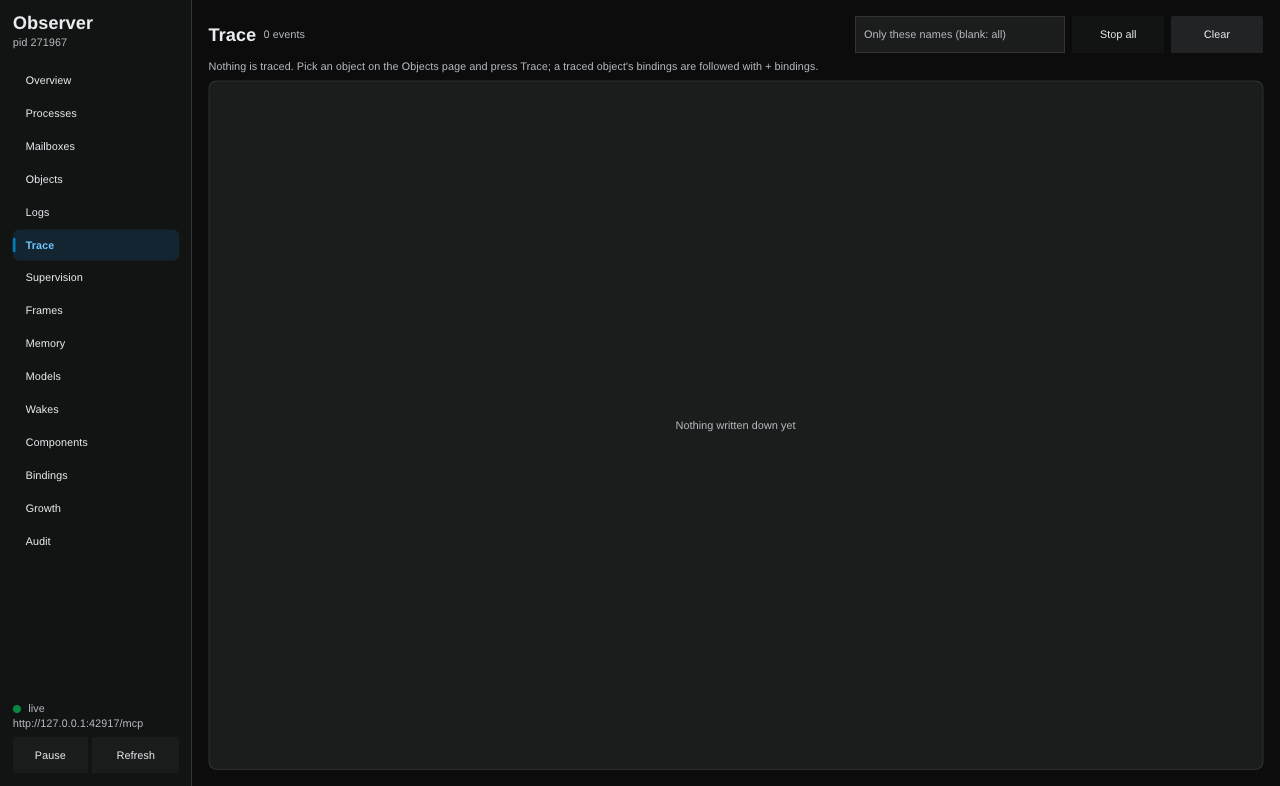 Observer
pid 271967
Overview
Processes
Mailboxes
Objects
Logs
Trace
Supervision
Frames
Memory
Models
Wakes
Components
Bindings
Growth
Audit
live
http://127.0.0.1:42917/mcp
Pause Refresh
Trace 0 events Only these names (blank: all) Stop all Clear
Nothing is traced. Pick an object on the Objects page and press Trace; a traced object's bindings are followed with + bindings.
Nothing written down yet